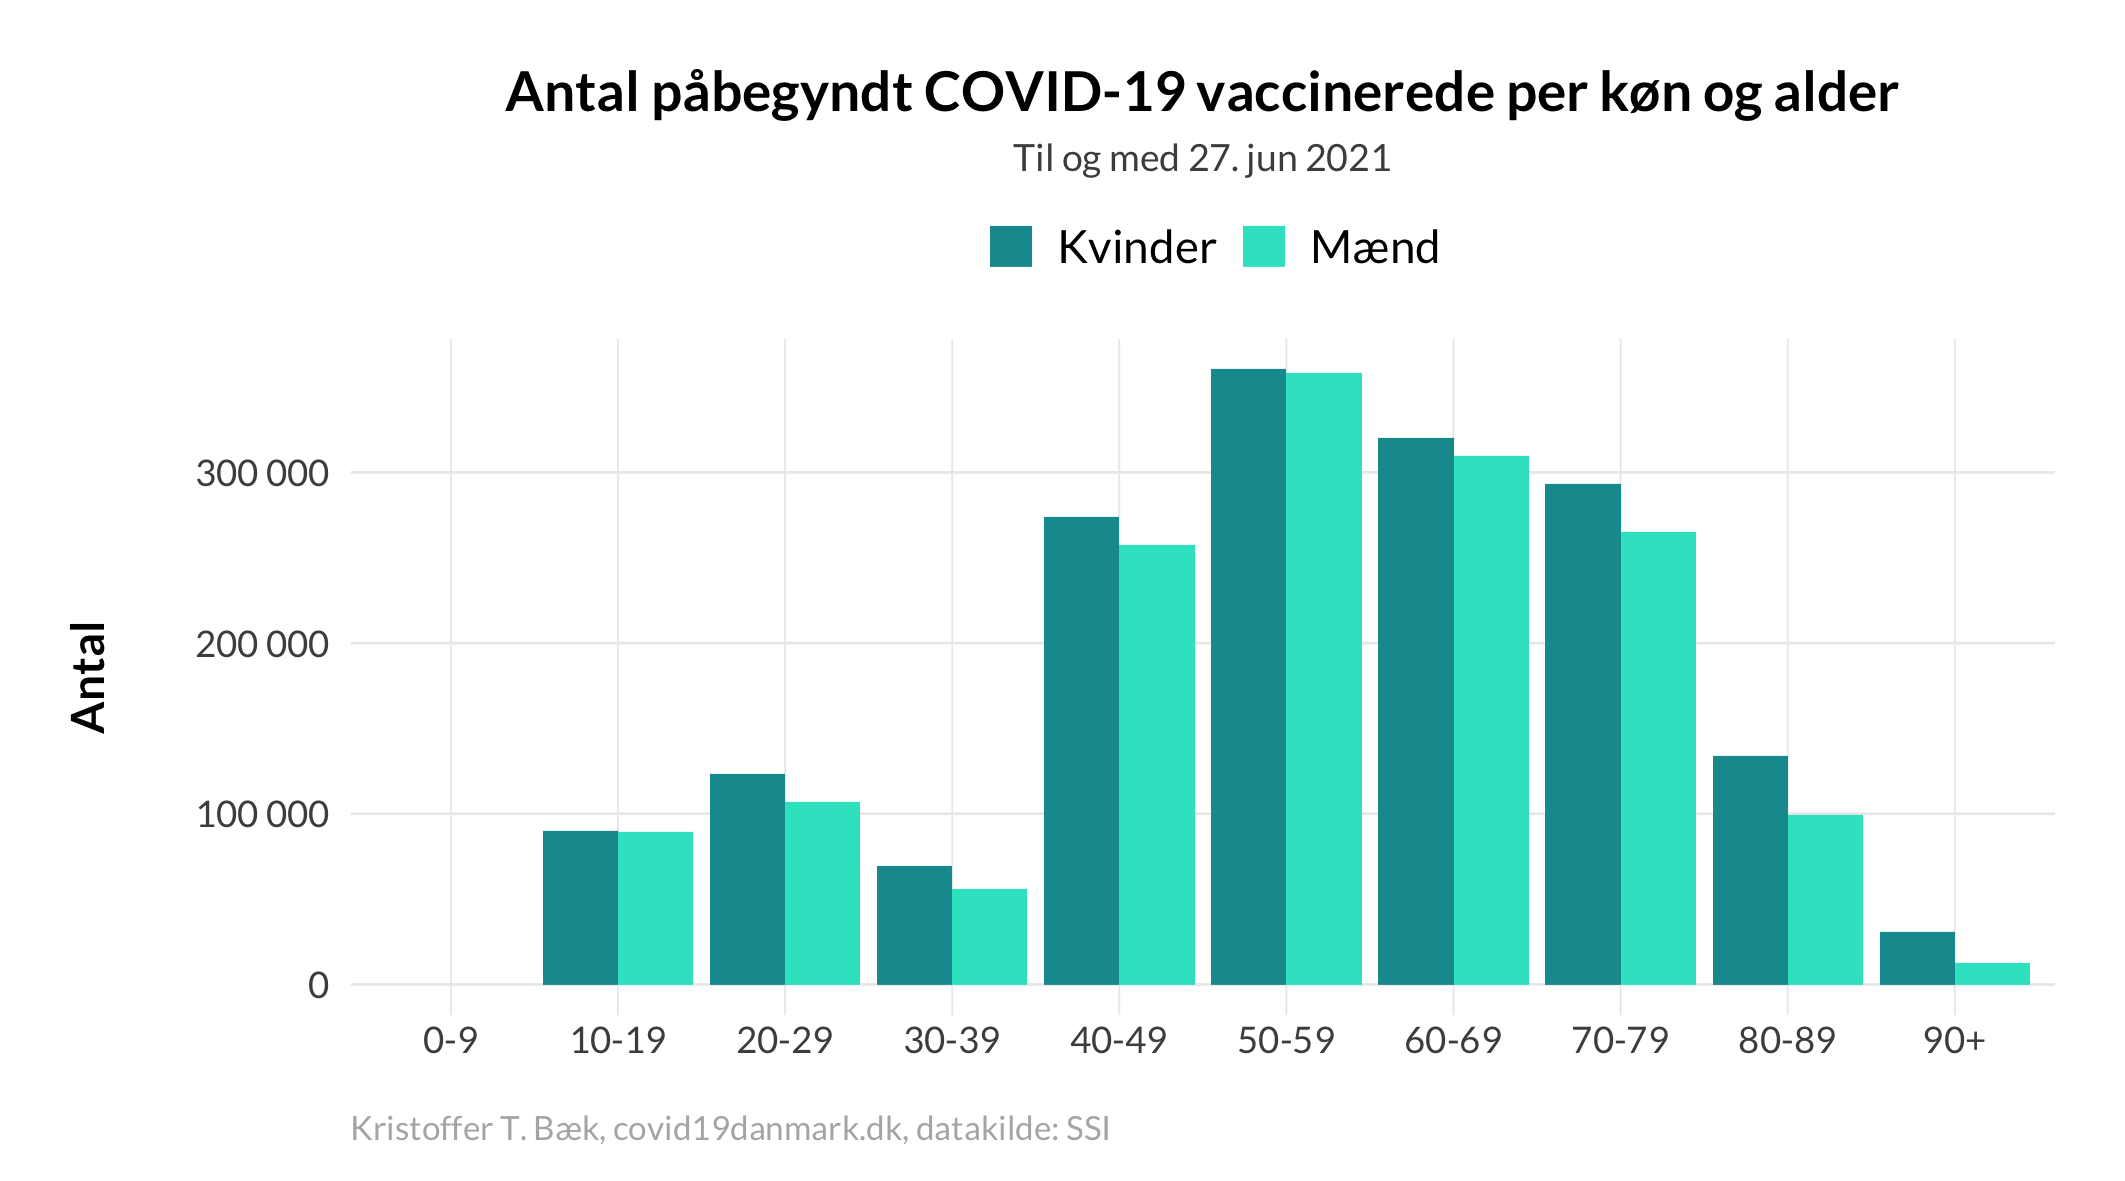 Antal påbegyndt COVID-19 vaccinerede per køn og alder
Til og med 27. jun 2021
Kvinder Mænd
Antal
300 000
200 000
100 000
0
0-9 10-19 20-29 30-39 40-49 50-59 60-69 70-79 80-89 90+
Kristoffer T. Bæk, covid19danmark.dk, datakilde: SSI